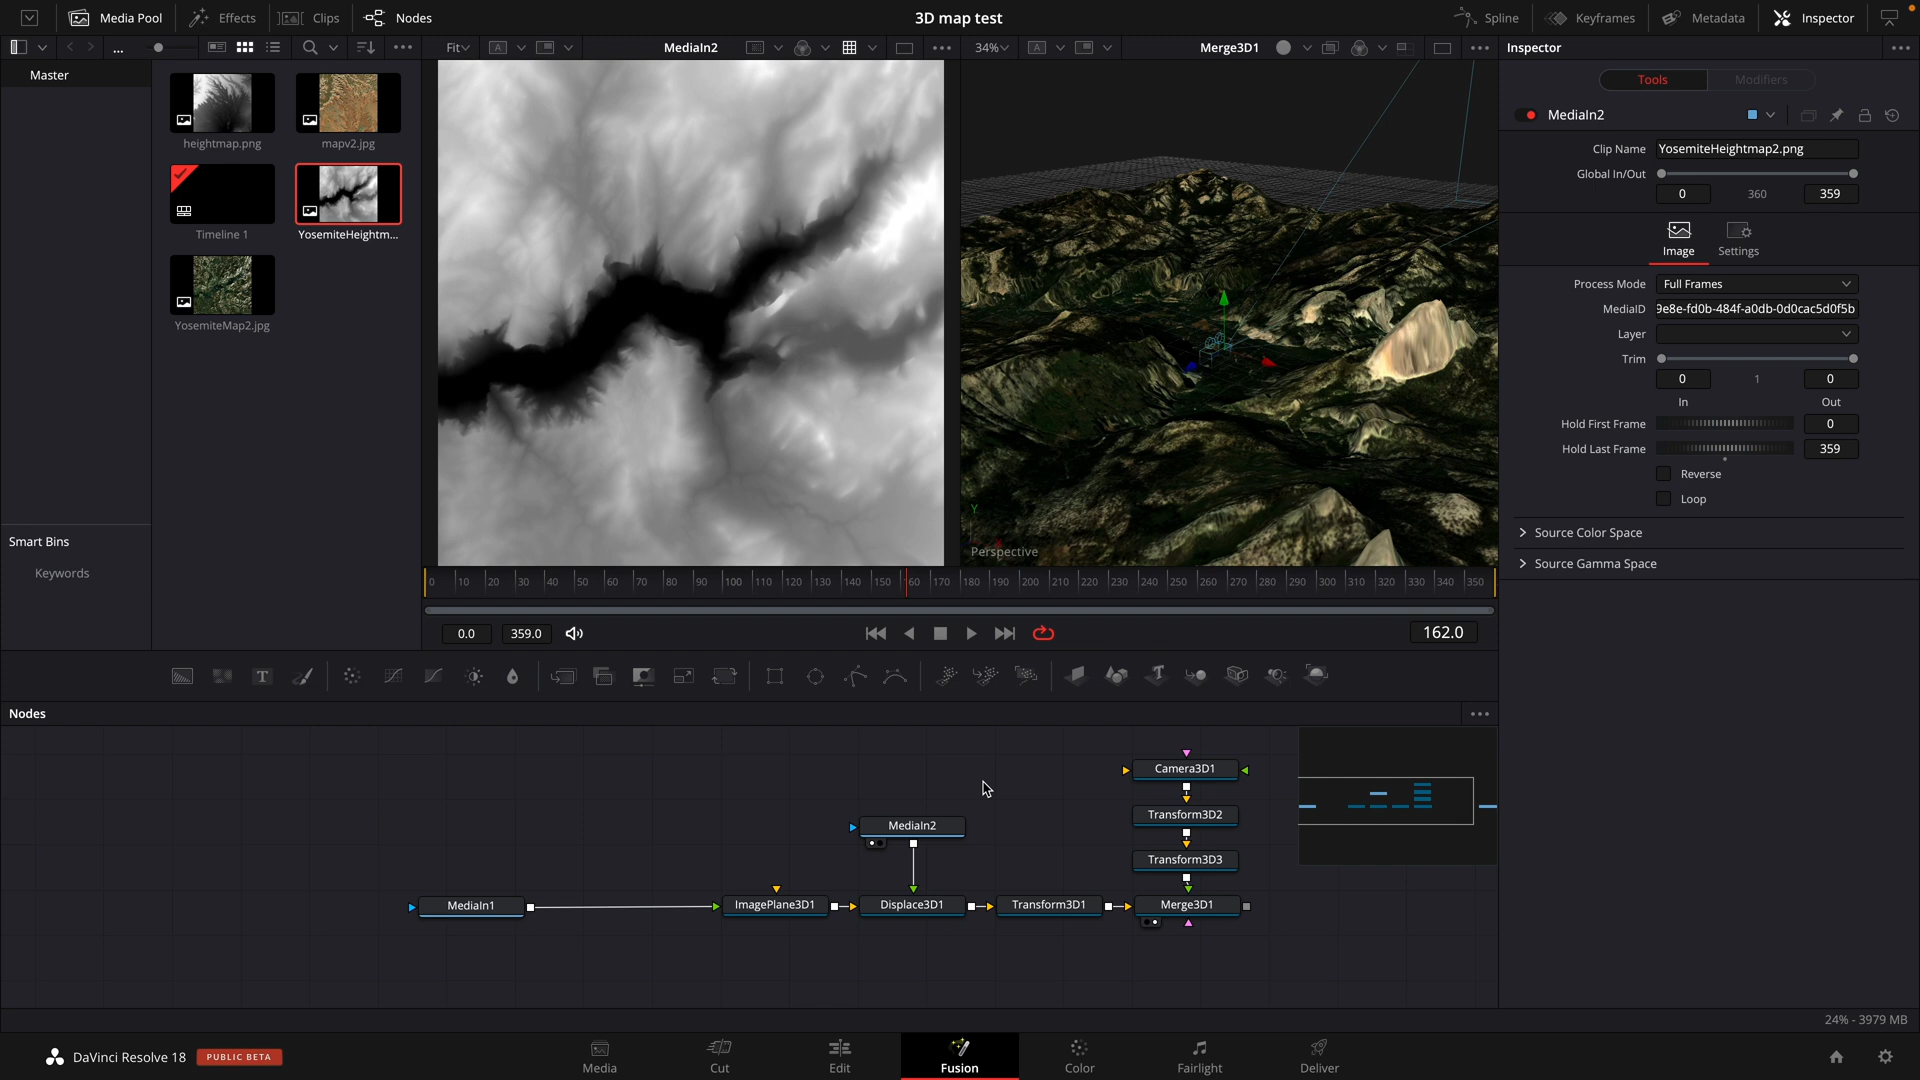 Media Pool
Effects
Clips
Nodes
3D map test
Spline
Keyframes
Metadata
Inspector
...
Fit
A
MediaIn2
34%
A
Merge3D1
Inspector
Master
heightmap.png
mapv2.jpg
Timeline 1
YosemiteHeightm...
YosemiteMap2.jpg
Smart Bins
Keywords
Y
Perspective
Tools
Modifiers
MediaIn2
Clip Name
YosemiteHeightmap2.png
Global In/Out
0
360
359
Image
Settings
Process Mode
Full Frames
MediaID
9e8e-fd0b-484f-a0db-0d0cac5d0f5b
Layer
Trim
0
1
0
In
Out
Hold First Frame
0
Hold Last Frame
359
Reverse
Loop
Source Color Space
Source Gamma Space
0 10 20 30 40 50 60 70 80 90 100 110 120 130 140 150 160 170 180 190 200 210 220 230 240 250 260 270 280 290 300 310 320 330 340 350
0.0
359.0
162.0
T
T
Nodes
Camera3D1
Transform3D2
MediaIn2
Transform3D3
MediaIn1
ImagePlane3D1
Displace3D1
Transform3D1
Merge3D1
24% - 3979 MB
DaVinci Resolve 18
PUBLIC BETA
Media
Cut
Edit
Fusion
Color
Fairlight
Deliver